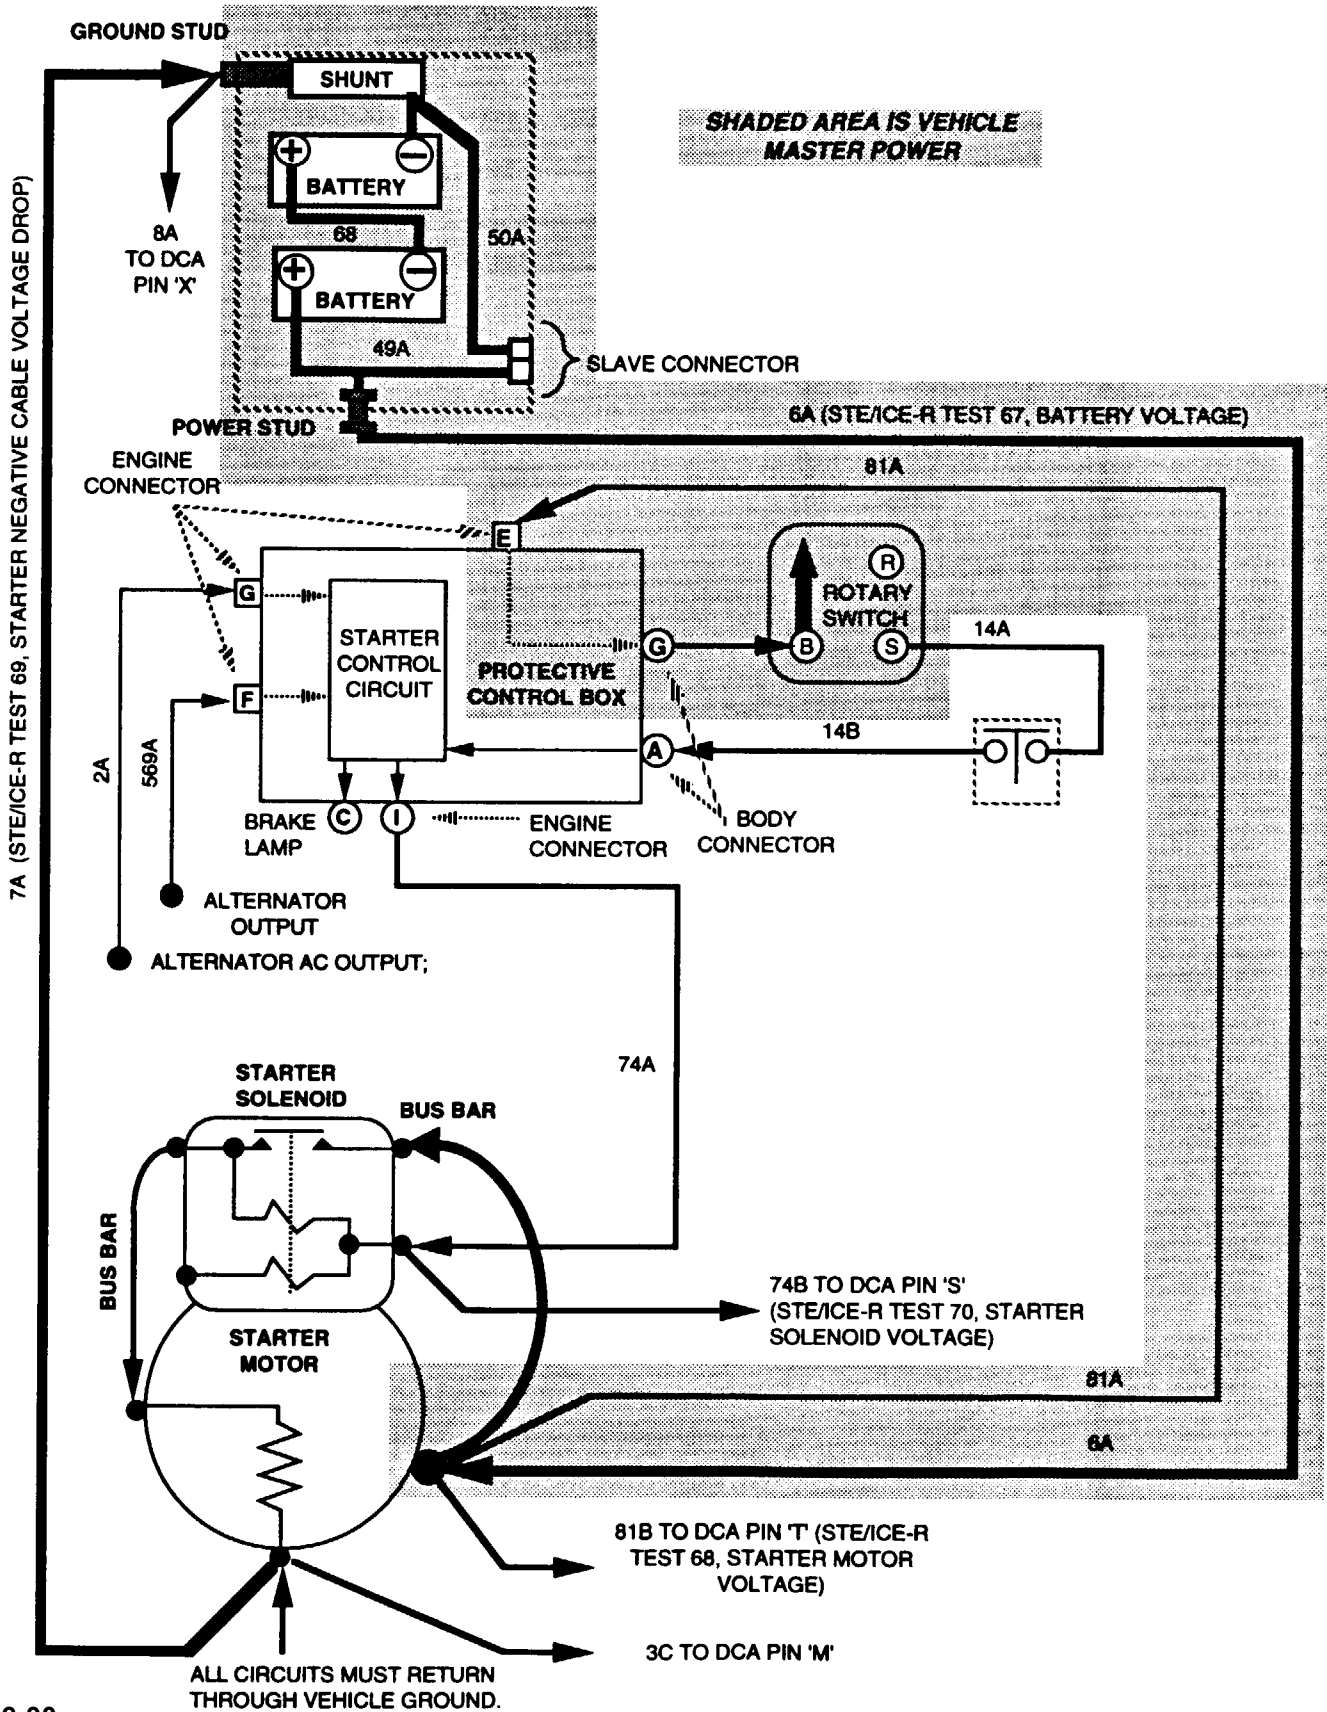 GROUND STUD
SHUNT
SHADED AREA IS VEHICLE
MASTER POWER
+
−
BATTERY
8A
TO DCA
PIN 'X'
68
50A
+
−
BATTERY
49A
SLAVE CONNECTOR
7A (STE/ICE-R TEST 69, STARTER NEGATIVE CABLE VOLTAGE DROP)
POWER STUD
6A (STE/ICE-R TEST 67, BATTERY VOLTAGE)
ENGINE
CONNECTOR
81A
E
R
G
ROTARY
SWITCH
STARTER
CONTROL
CIRCUIT
G
B
S
14A
PROTECTIVE
CONTROL BOX
F
14B
A
2A
569A
BRAKE
LAMP
C
I
ENGINE
CONNECTOR
BODY
CONNECTOR
ALTERNATOR
OUTPUT
ALTERNATOR AC OUTPUT;
74A
STARTER
SOLENOID
BUS BAR
BUS BAR
74B TO DCA PIN 'S'
(STE/ICE-R TEST 70, STARTER
SOLENOID VOLTAGE)
STARTER
MOTOR
81A
6A
81B TO DCA PIN 'T' (STE/ICE-R
TEST 68, STARTER MOTOR
VOLTAGE)
3C TO DCA PIN 'M'
ALL CIRCUITS MUST RETURN
THROUGH VEHICLE GROUND.